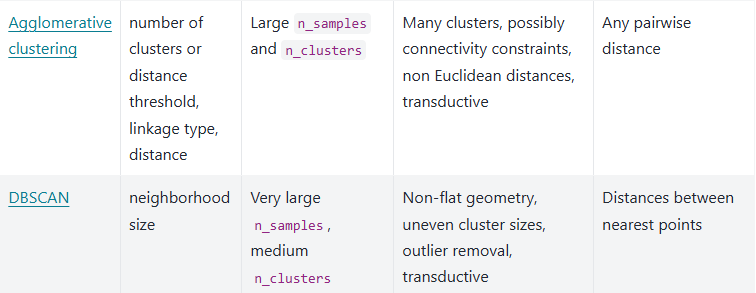 Agglomerative
clustering
number of
clusters or
distance
threshold,
linkage type,
distance
Large n_samples
and n_clusters
Many clusters, possibly
connectivity constraints,
non Euclidean distances,
transductive
Any pairwise
distance
DBSCAN
neighborhood
size
Very large
n_samples,
medium
n_clusters
Non-flat geometry,
uneven cluster sizes,
outlier removal,
transductive
Distances between
nearest points